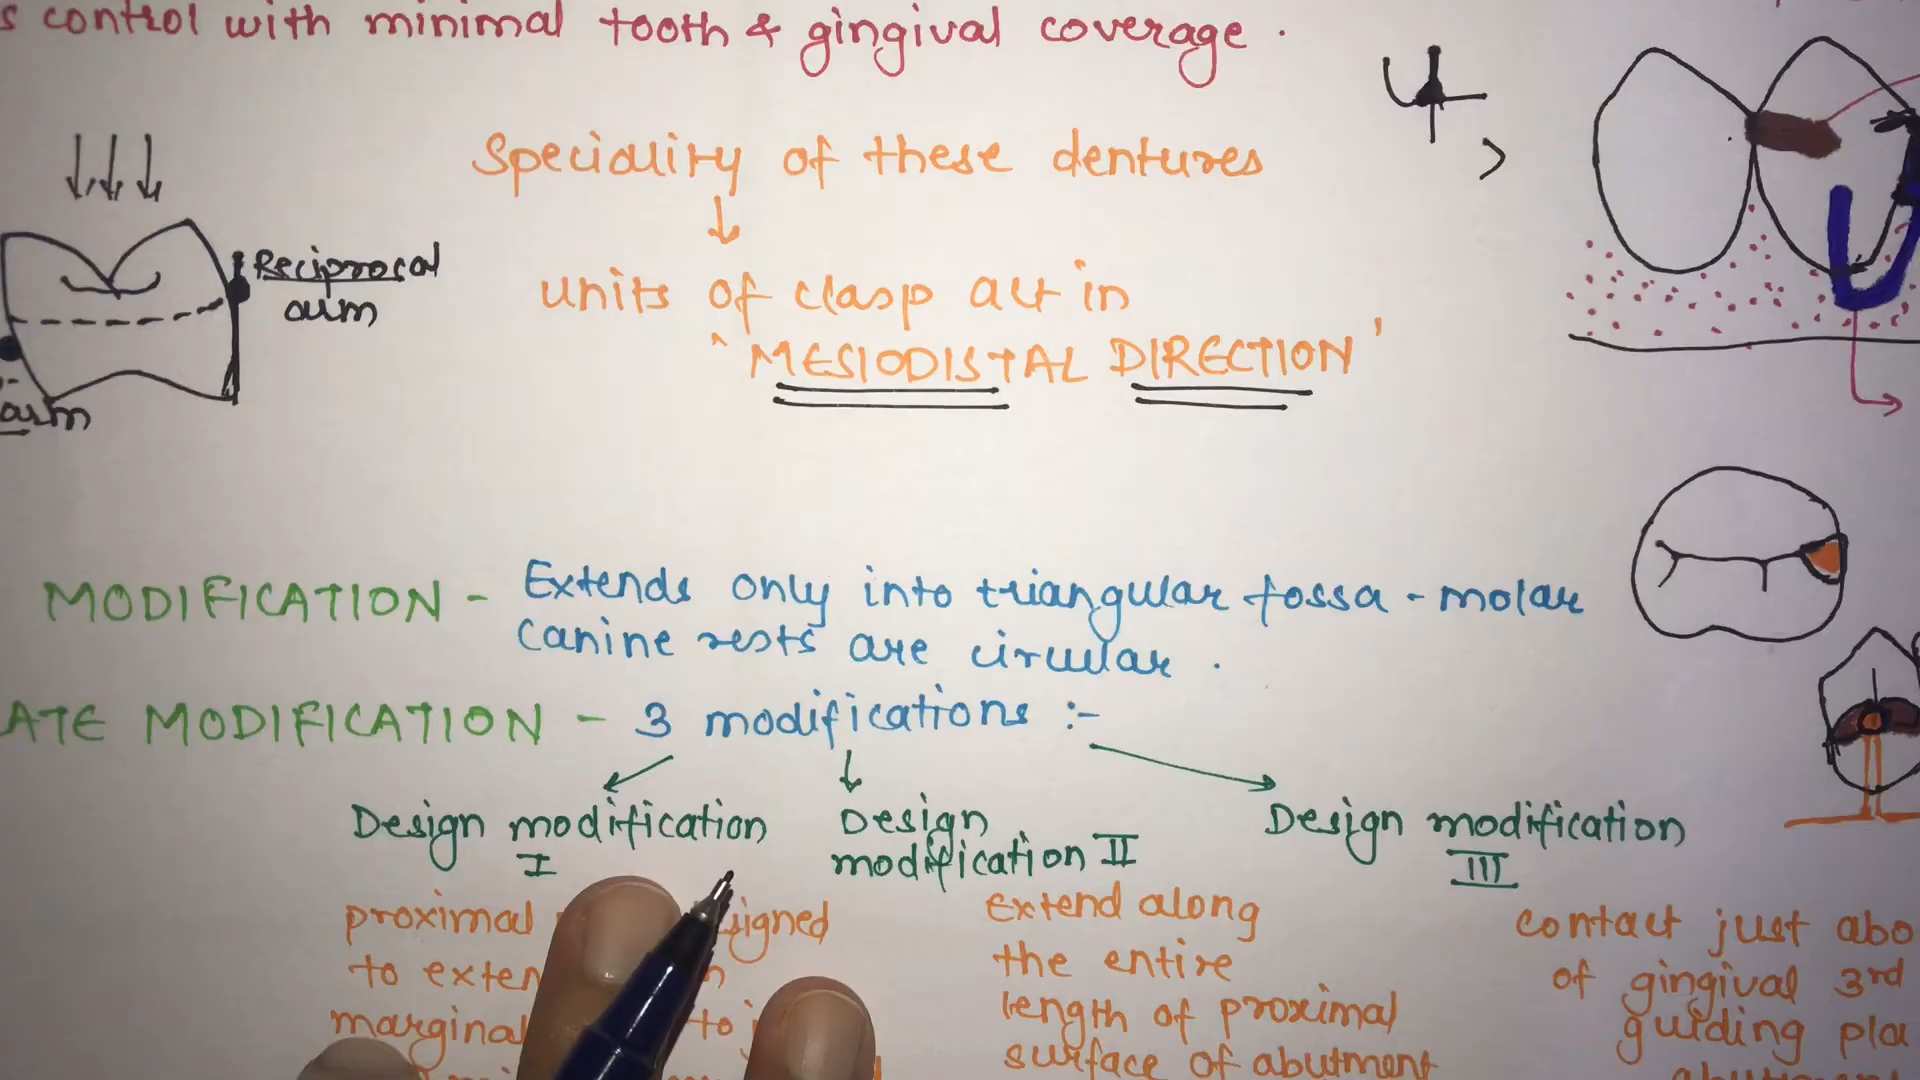 s control with minimal tooth & gingival coverage.
Speciality of these dentures
Reciprocal
arm
units of clasp act in
'MESIODISTAL DIRECTION'
arm
MODIFICATION - Extends only into triangular fossa - molar
canine rests are circular.
ATE MODIFICATION - 3 modifications :-
Design modification
I
Design
modification II
Design modification
III
proximal signed
to exten
marginal to j
extend along
the entire
length of proximal
surface of abutment
contact just abo
of gingival 3rd
guiding pla
abutment